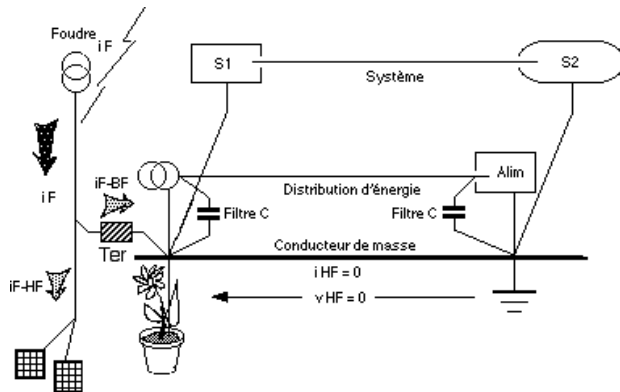 Foudre
i F
S1
S2
Système
i F
iF-BF
Alim
Distribution d'énergie
Filtre C
Filtre C
Ter
Conducteur de masse
iF-HF
i HF = 0
v HF = 0